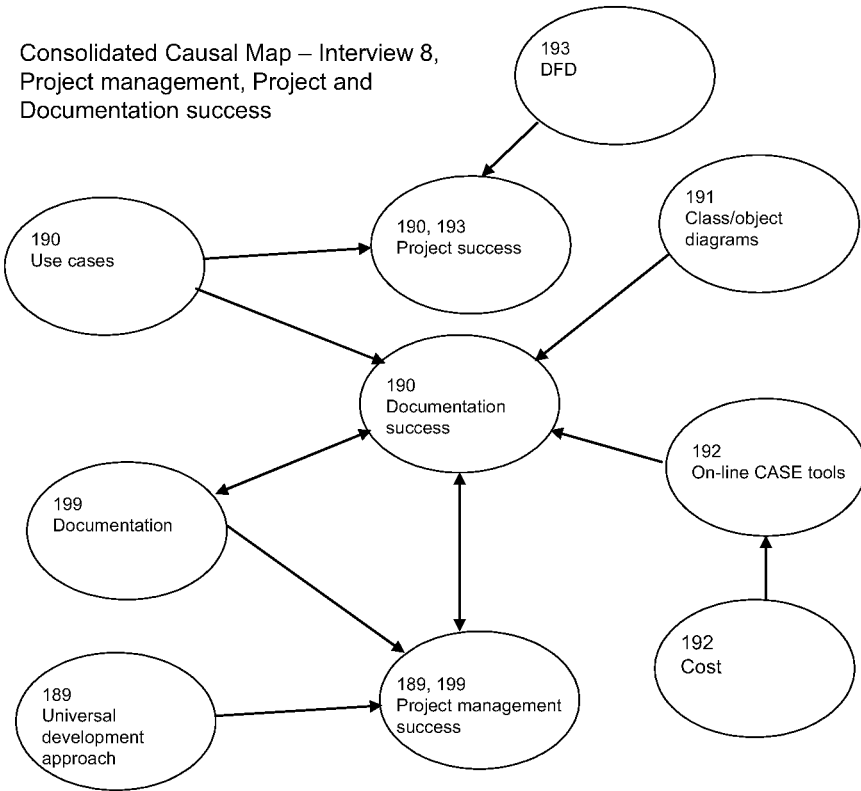 Consolidated Causal Map – Interview 8,
Project management, Project and
Documentation success
193
DFD
191
Class/object
diagrams
190, 193
Project success
190
Use cases
190
Documentation
success
192
On-line CASE tools
199
Documentation
192
Cost
189, 199
Project management
success
189
Universal
development
approach